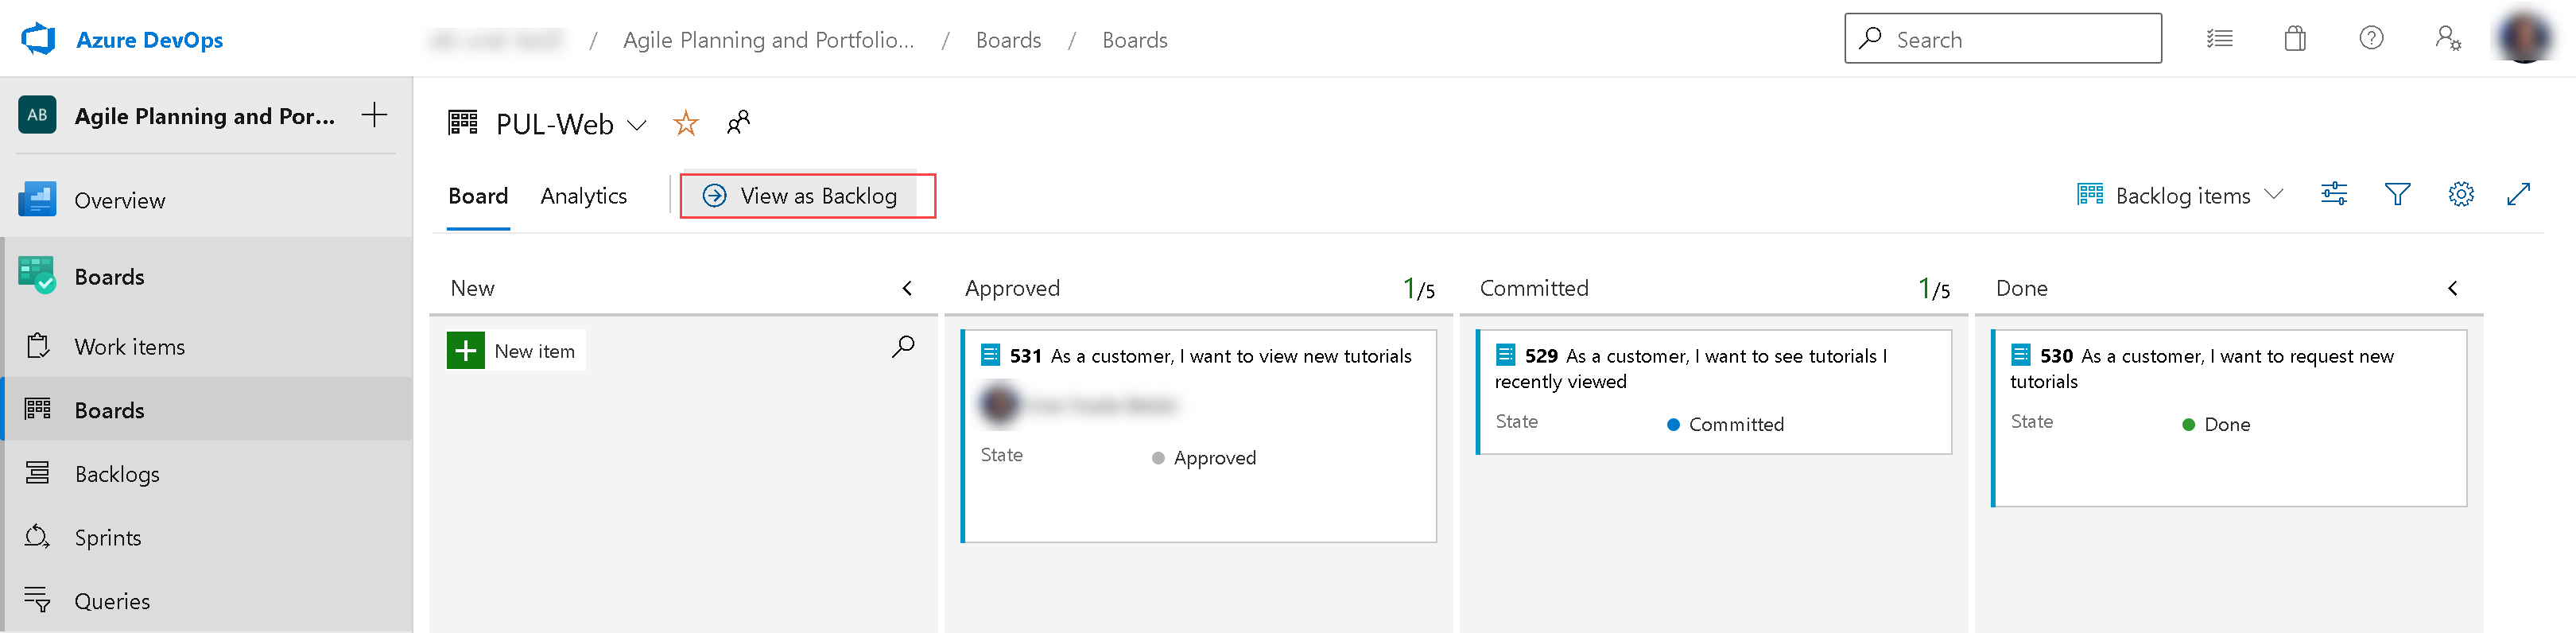 Azure DevOps
/ Agile Planning and Portfolio... / Boards / Boards
Search
AB Agile Planning and Por...
Overview
Boards
Work items
Boards
Backlogs
Sprints
Queries
PUL-Web
Board Analytics View as Backlog
Backlog items
New
New item
Approved 1/5
531 As a customer, I want to view new tutorials
State Approved
Committed 1/5
529 As a customer, I want to see tutorials I
recently viewed
State Committed
Done
530 As a customer, I want to request new
tutorials
State Done